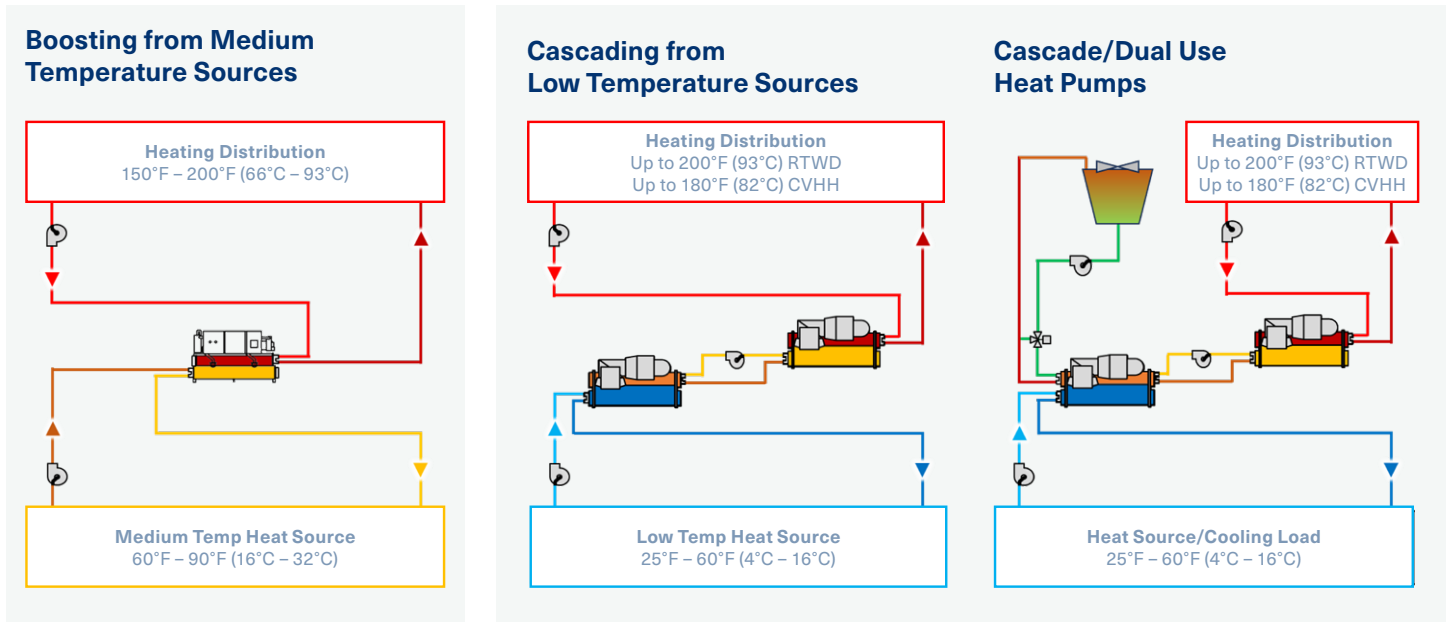 Boosting from Medium
Temperature Sources
Heating Distribution
150°F – 200°F (66°C – 93°C)
Medium Temp Heat Source
60°F – 90°F (16°C – 32°C)
Cascading from
Low Temperature Sources
Heating Distribution
Up to 200°F (93°C) RTWD
Up to 180°F (82°C) CVHH
Low Temp Heat Source
25°F – 60°F (4°C – 16°C)
Cascade/Dual Use
Heat Pumps
Heating Distribution
Up to 200°F (93°C) RTWD
Up to 180°F (82°C) CVHH
Heat Source/Cooling Load
25°F – 60°F (4°C – 16°C)